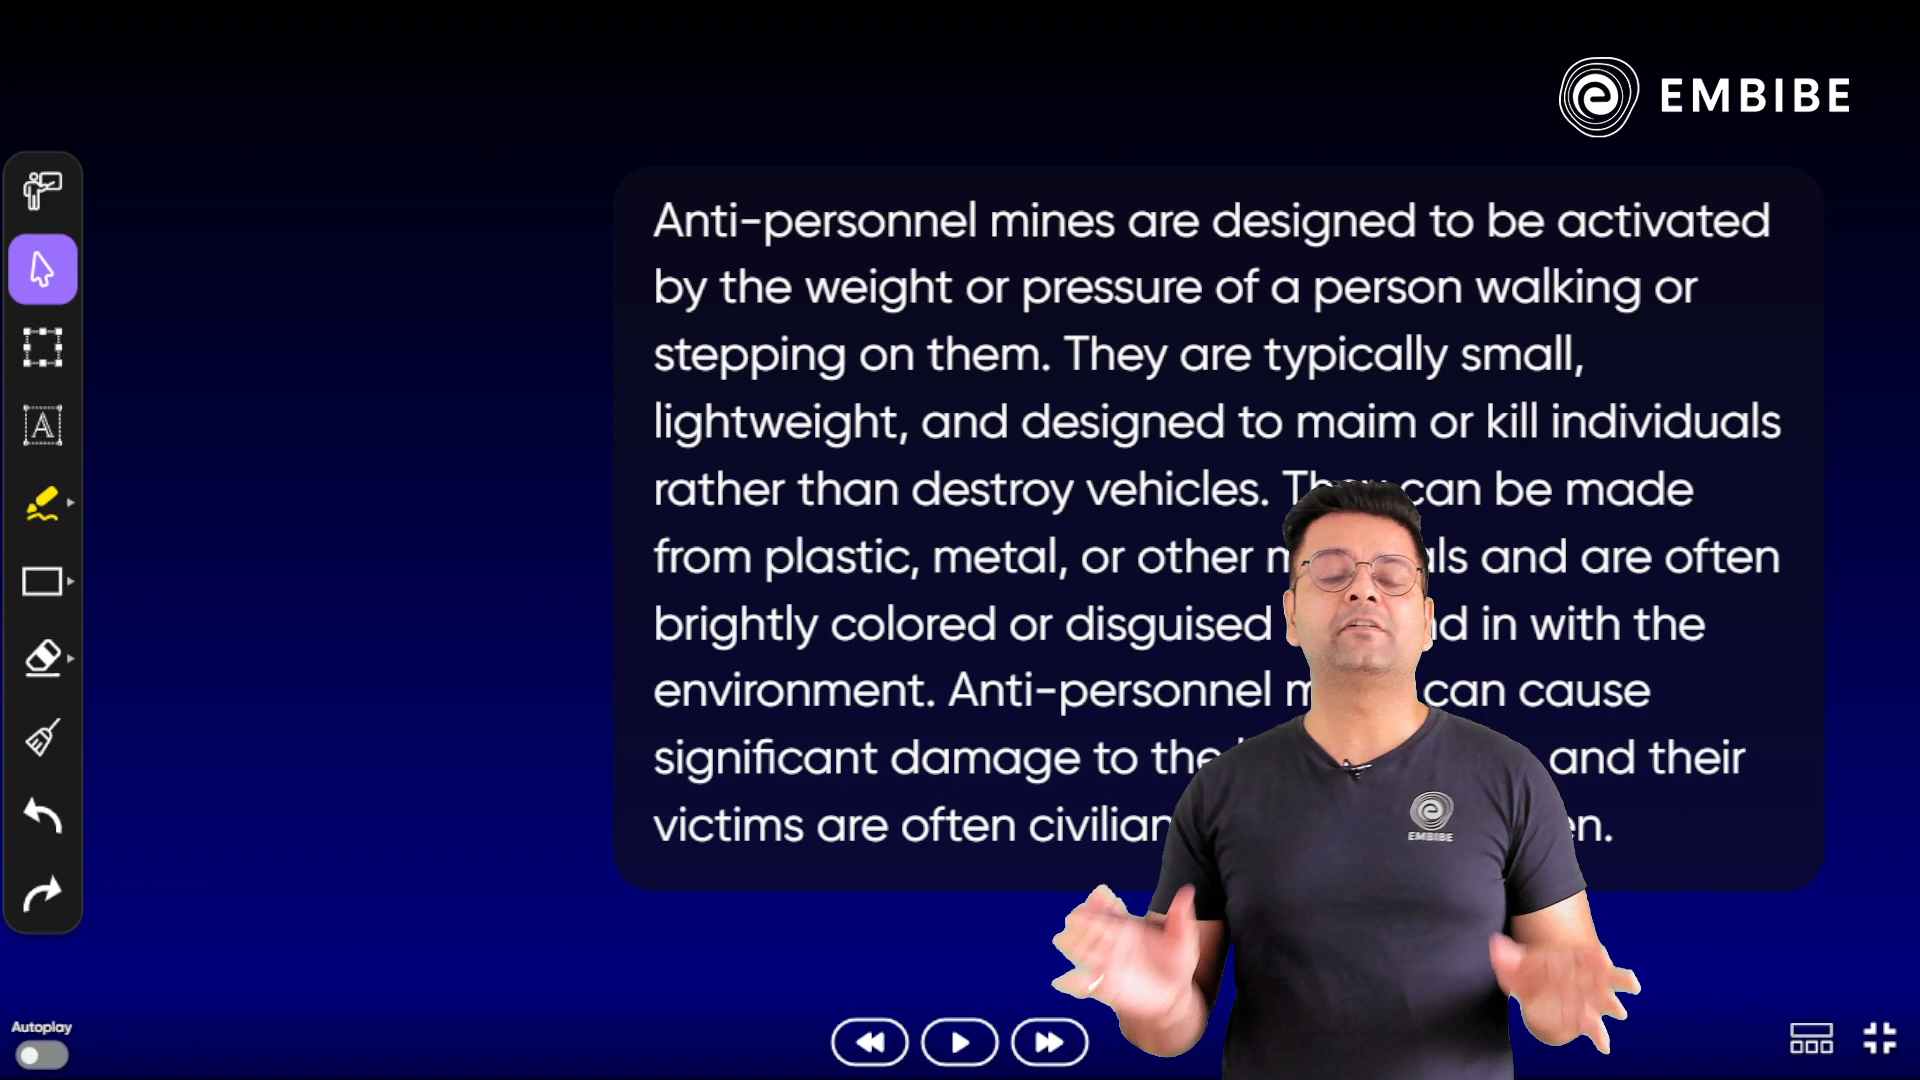 EMBIBE
Anti-personnel mines are designed to be activated
by the weight or pressure of a person walking or
stepping on them. They are typically small,
lightweight, and designed to maim or kill individuals
rather than destroy vehicles. They can be made
from plastic, metal, or other and are often
brightly colored or disguised in with the
environment. Anti-personnel can cause
significant damage to the and their
victims are often
EMBIBE
Autoplay